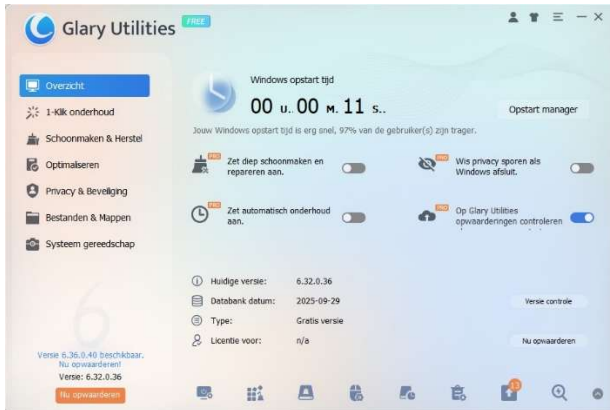 Glary Utilities FREE
Overzicht
1-Klik onderhoud
Schoonmaken & Herstel
Optimaliseren
Privacy & Beveiliging
Bestanden & Mappen
Systeem gereedschap
6
Versie 6.36.0.40 beschikbaar.
Nu opwaarderen!
Versie: 6.32.0.36
Nu opwaarderen
Windows opstart tijd
00 U.. 00 M. 11 S..
Opstart manager
Jouw Windows opstart tijd is erg snel, 97% van de gebruiker(s) zijn trager.
PRO
Zet diep schoonmaken en
repareren aan.
PRO
Wis privacy sporen als
Windows afsluit.
PRO
Zet automatisch onderhoud
aan.
PRO
Op Glary Utilities
opwaarderingen controleren
Huidige versie: 6.32.0.36
Databank datum: 2025-09-29
Versie controle
Type: Gratis versie
Licentie voor: n/a
Nu opwaarderen
13